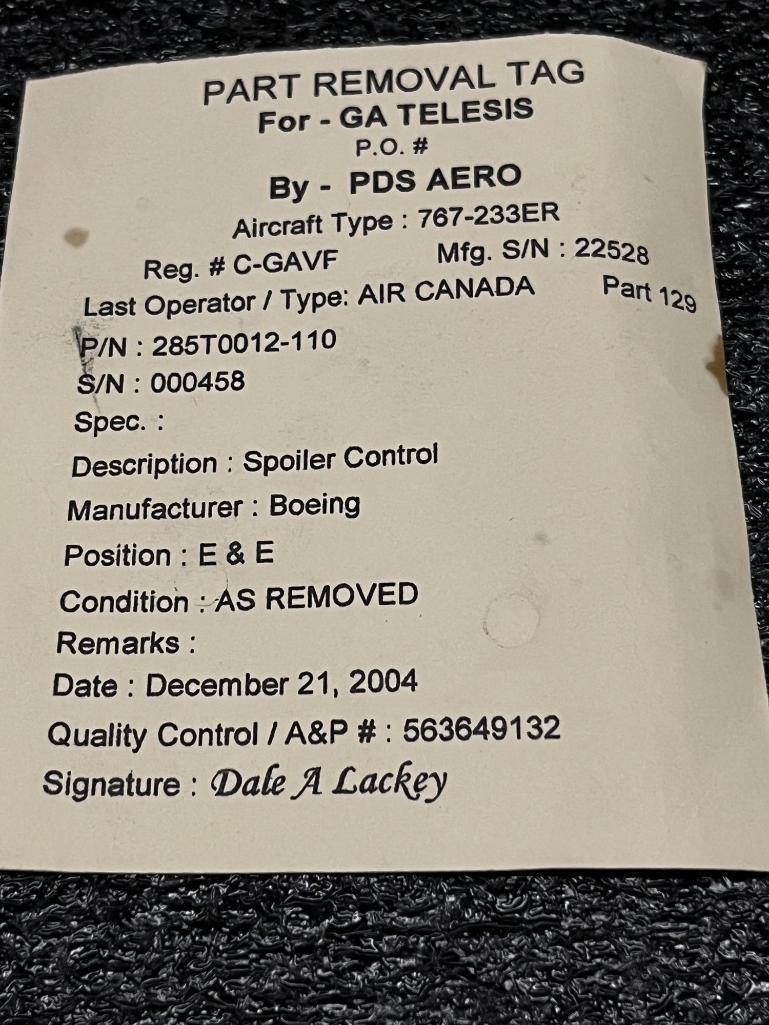 PART REMOVAL TAG
For - GA TELESIS
P.O. #
By - PDS AERO
Aircraft Type : 767-233ER
Reg. # C-GAVF Mfg. S/N : 22528
Last Operator / Type: AIR CANADA Part 129
P/N : 285T0012-110
S/N : 000458
Spec. :
Description : Spoiler Control
Manufacturer : Boeing
Position : E & E
Condition : AS REMOVED
Remarks :
Date : December 21, 2004
Quality Control / A&P # : 563649132
Signature : Dale A Lackey